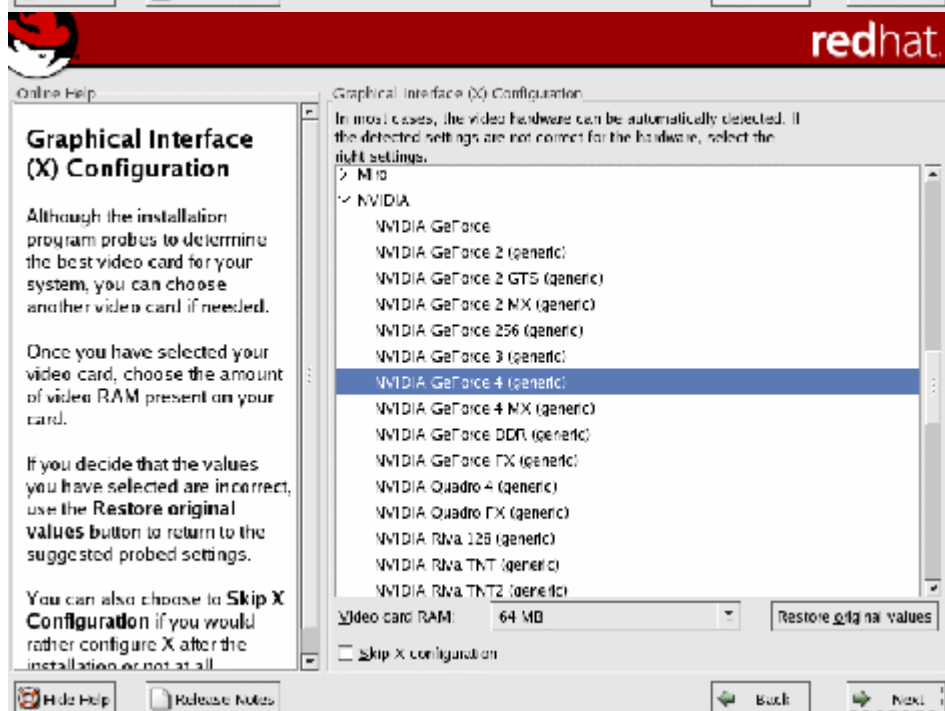 redhat.
Online Help
Graphical Interface
(X) Configuration
Although the installation
program probes to determine
the best video card for your
system, you can choose
another video card if needed.
Once you have selected your
video card, choose the amount
of video RAM present on your
card.
If you decide that the values
you have selected are incorrect,
use the Restore original
values button to return to the
suggested probed settings.
You can also choose to Skip X
Configuration if you would
rather configure X after the
installation or not at all
Graphical Interface (X) Configuration
In most cases, the video hardware can be automatically detected. If
the detected settings are not correct for the hardware, select the
right settings.
Miro
NVIDIA
NVIDIA GeForce
NVIDIA GeForce 2 (generic)
NVIDIA GeForce 2 GTS (generic)
NVIDIA GeForce 2 MX (generic)
NVIDIA GeForce 256 (generic)
NVIDIA GeForce 3 (generic)
NVIDIA GeForce 4 (generic)
NVIDIA GeForce 4 MX (generic)
NVIDIA GeForce DDR (generic)
NVIDIA GeForce FX (generic)
NVIDIA Quadro 4 (generic)
NVIDIA Quadro FX (generic)
NVIDIA Riva 128 (generic)
NVIDIA Riva TNT (generic)
NVIDIA Riva TNT2 (generic)
Video card RAM: 64 MB
Restore original values
Skip X configuration
Hide Help
Release Notes
Back
Next